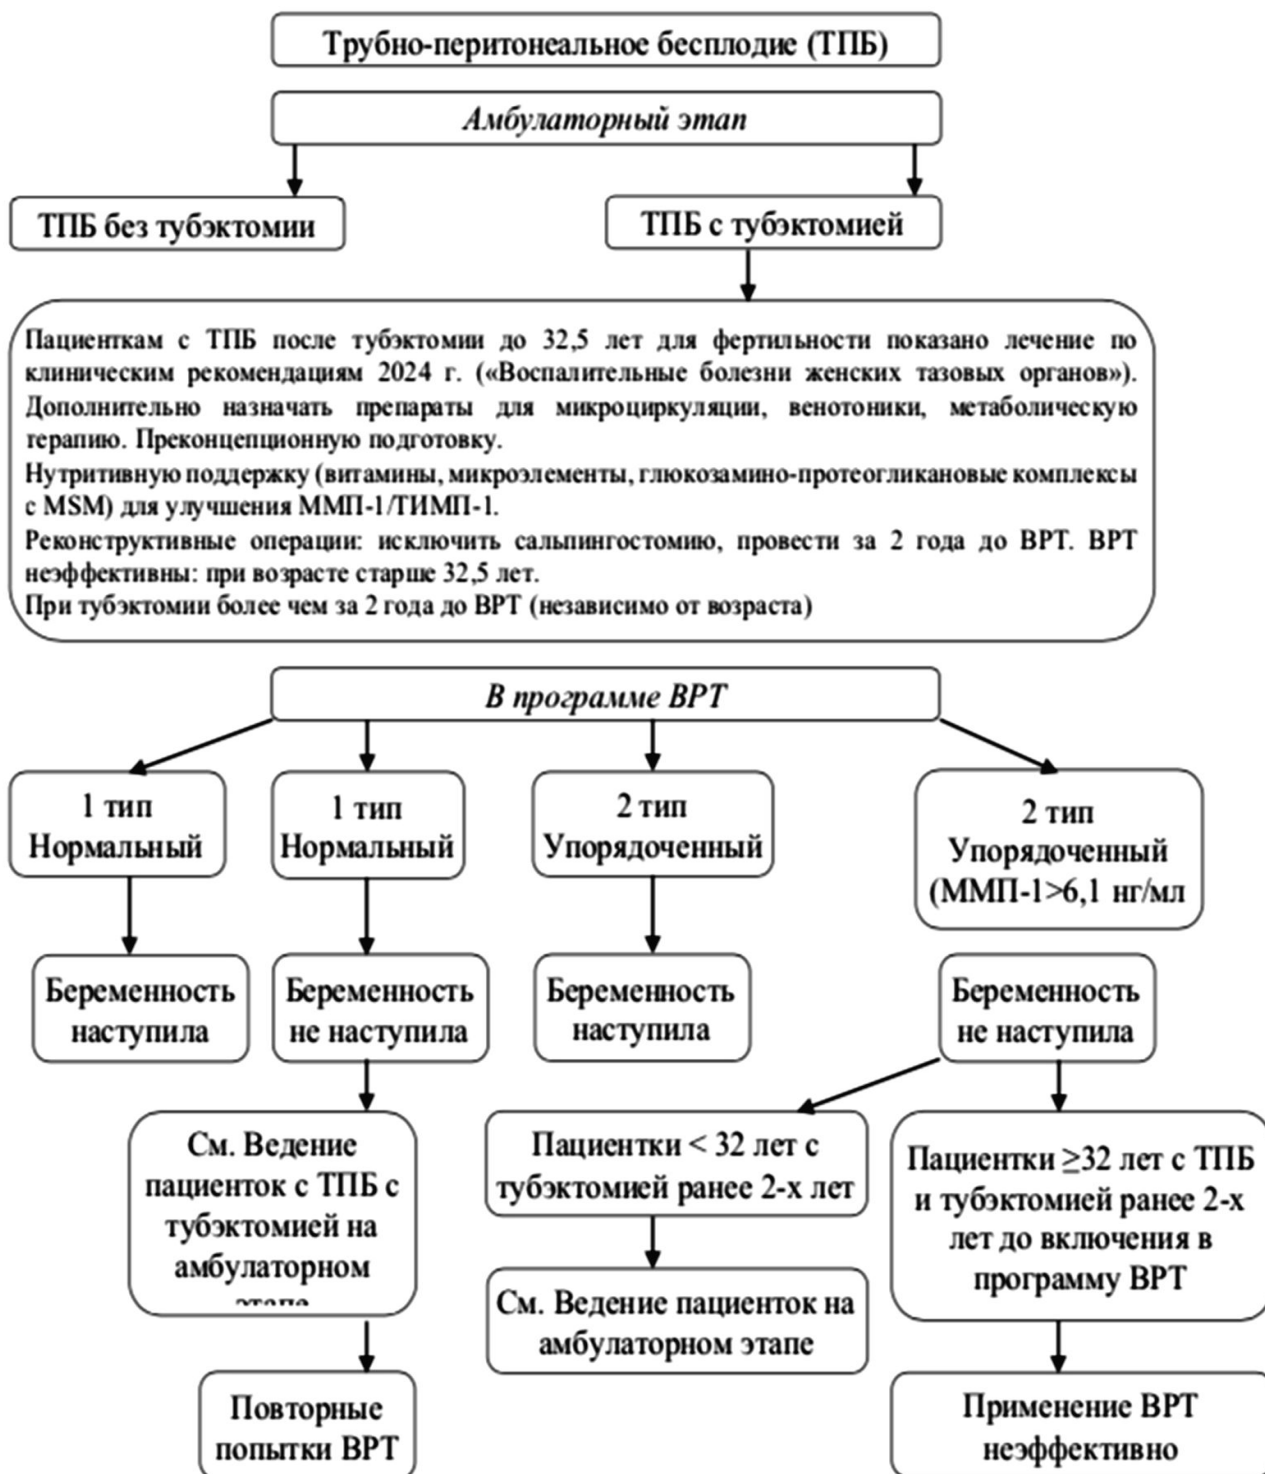 Трубно-перитонеальное бесплодие (ТПБ)
Амбулаторный этап
ТПБ без тубэктомии
ТПБ с тубэктомией
Пациенткам с ТПБ после тубэктомии до 32,5 лет для фертильности показано лечение по
клиническим рекомендациям 2024 г. («Воспалительные болезни женских тазовых органов»).
Дополнительно назначать препараты для микроциркуляции, венотоники, метаболическую
терапию. Преконцепционную подготовку.
Нутритивную поддержку (витамины, микроэлементы, глюкозамино-протеогликановые комплексы
с MSM) для улучшения ММП-1/ТИМП-1.
Реконструктивные операции: исключить сальпингостомию, провести за 2 года до ВРТ. ВРТ
неэффективны: при возрасте старше 32,5 лет.
При тубэктомии более чем за 2 года до ВРТ (независимо от возраста)
В программе ВРТ
1 тип
Нормальный
1 тип
Нормальный
2 тип
Упорядоченный
2 тип
Упорядоченный
(ММП-1>6,1 нг/мл
Беременность
наступила
Беременность
не наступила
Беременность
наступила
Беременность
не наступила
См. Ведение
пациенток с ТПБ с
тубэктомией на
амбулаторном
этапе
Пациентки < 32 лет с
тубэктомией ранее 2-х лет
Пациентки ≥32 лет с ТПБ
и тубэктомией ранее 2-х
лет до включения в
программу ВРТ
См. Ведение пациенток на
амбулаторном этапе
Повторные
попытки ВРТ
Применение ВРТ
неэффективно